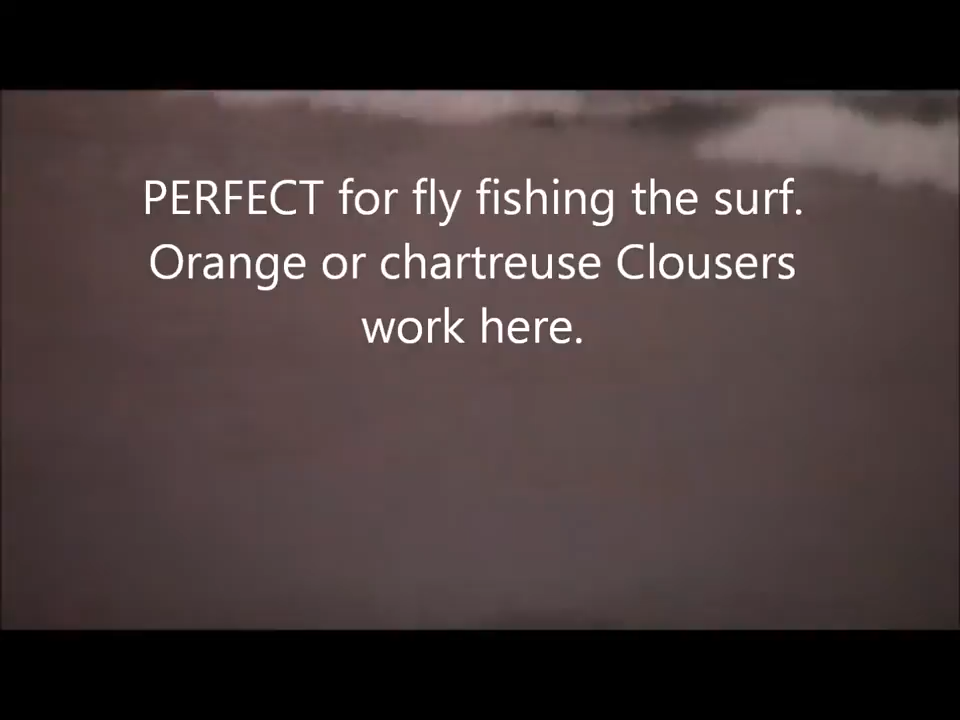 PERFECT for fly fishing the surf.
Orange or chartreuse Clousers
work here.